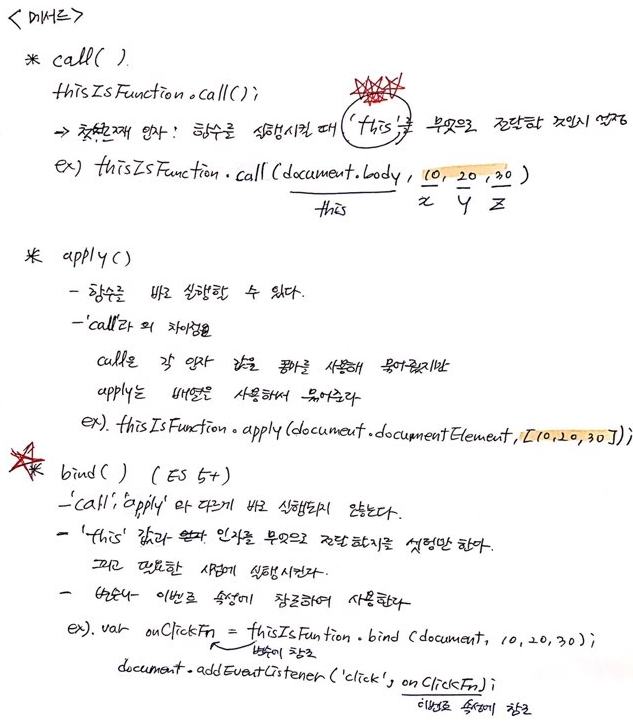 <메서드>
* call( ).
thisIsFunction.call();
→ 첫번째 인자: 함수를 실행시킬 때 'this'를 무엇으로 전달할 것인지 설정
ex) thisIsFunction.call(document.body, 10, 20, 30)
this x y z
* apply()
- 함수를 바로 실행할 수 있다.
- 'call'과의 차이점은
call은 각 인자 값을 콤마를 사용해 묶어줬지만
apply는 배열을 사용해서 묶어준다
ex). thisIsFunction.apply(document.documentElement, [10,20,30]);
* bind( ) (ES 5+)
- 'call', 'apply'와 다르게 바로 실행되지 않는다.
- 'this' 값과 인자를 무엇으로 전달할지를 셋팅만 한다.
그리고 필요한 시점에 실행시킨다.
- 변수나 이벤트 속성에 참조하여 사용한다
ex). var onClickFn = thisIsFuntion.bind (document, 10, 20, 30);
변수에 참조
document.addEventListener('click', onClickFn);
이벤트 속성에 참조